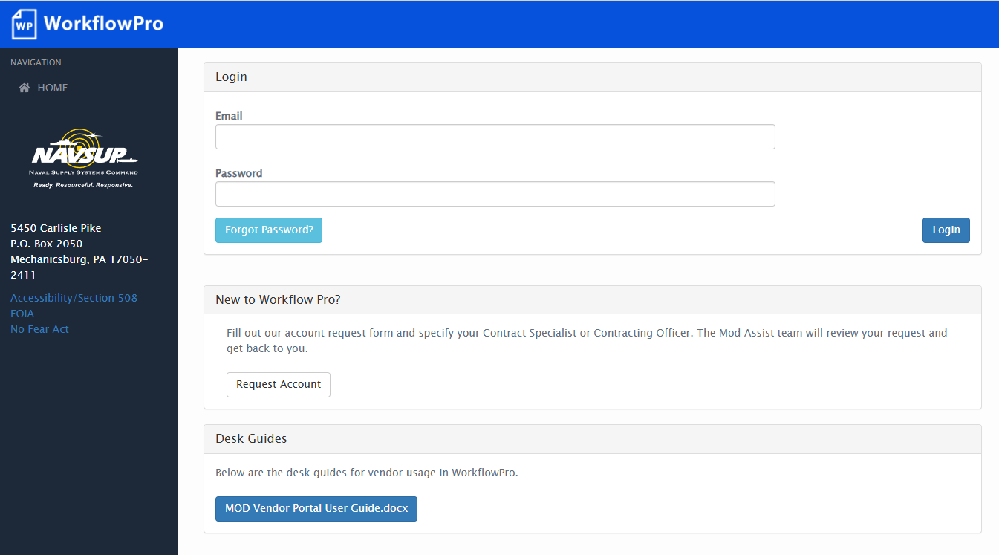 WP WorkflowPro
NAVIGATION
HOME
NAVSUP
NAVAL SUPPLY SYSTEMS COMMAND
Ready. Resourceful. Responsive.
5450 Carlisle Pike
P.O. Box 2050
Mechanicsburg, PA 17050-
2411
Accessibility/Section 508
FOIA
No Fear Act
Login
Email
Password
Forgot Password?
Login
New to Workflow Pro?
Fill out our account request form and specify your Contract Specialist or Contracting Officer. The Mod Assist team will review your request and
get back to you.
Request Account
Desk Guides
Below are the desk guides for vendor usage in WorkflowPro.
MOD Vendor Portal User Guide.docx